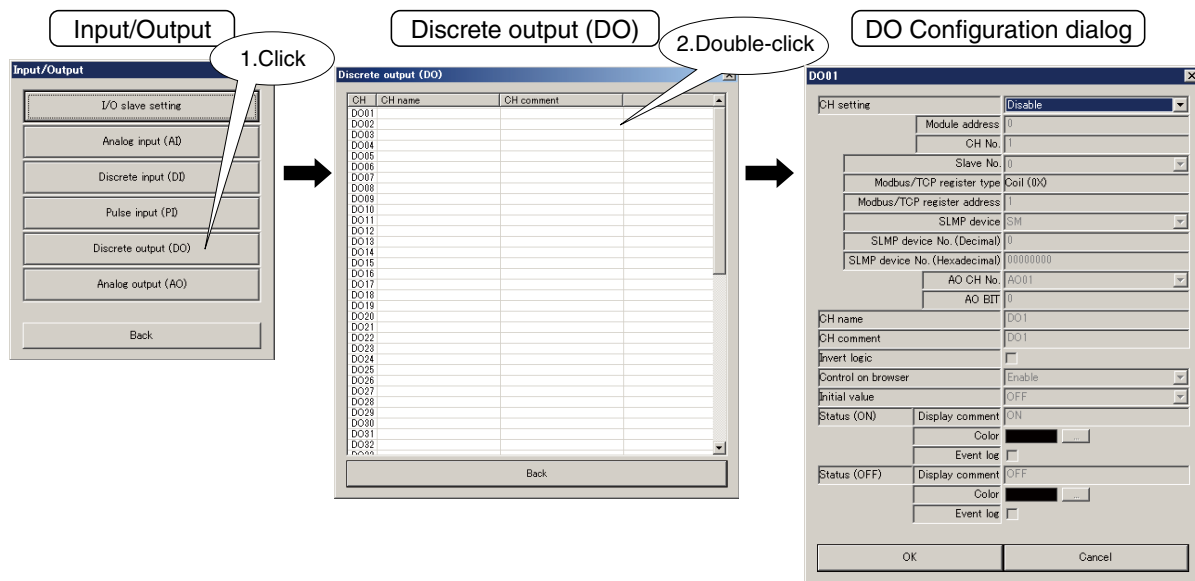 Input/Output
Discrete output (DO)
DO Configuration dialog
1.Click
2.Double-click
Input/Output
I/O slave setting
Analog input (AI)
Discrete input (DI)
Pulse input (PI)
Discrete output (DO)
Analog output (AO)
Back
Discrete output (DO)
CH CH name CH comment
DO01
DO02
DO03
DO04
DO05
DO06
DO07
DO08
DO09
DO10
DO11
DO12
DO13
DO14
DO15
DO16
DO17
DO18
DO19
DO20
DO21
DO22
DO23
DO24
DO25
DO26
DO27
DO28
DO29
DO30
DO31
DO32
Back
DO01
CH setting Disable
Module address 0
CH No. 1
Slave No. 0
Modbus/TCP register type Coil (0X)
Modbus/TCP register address 1
SLMP device SM
SLMP device No. (Decimal) 0
SLMP device No. (Hexadecimal) 00000000
AO CH No. AO01
AO BIT 0
CH name DO1
CH comment DO1
Invert logic
Control on browser Enable
Initial value OFF
Status (ON) Display comment ON
Color ...
Event log
Status (OFF) Display comment OFF
Color ...
Event log
OK Cancel